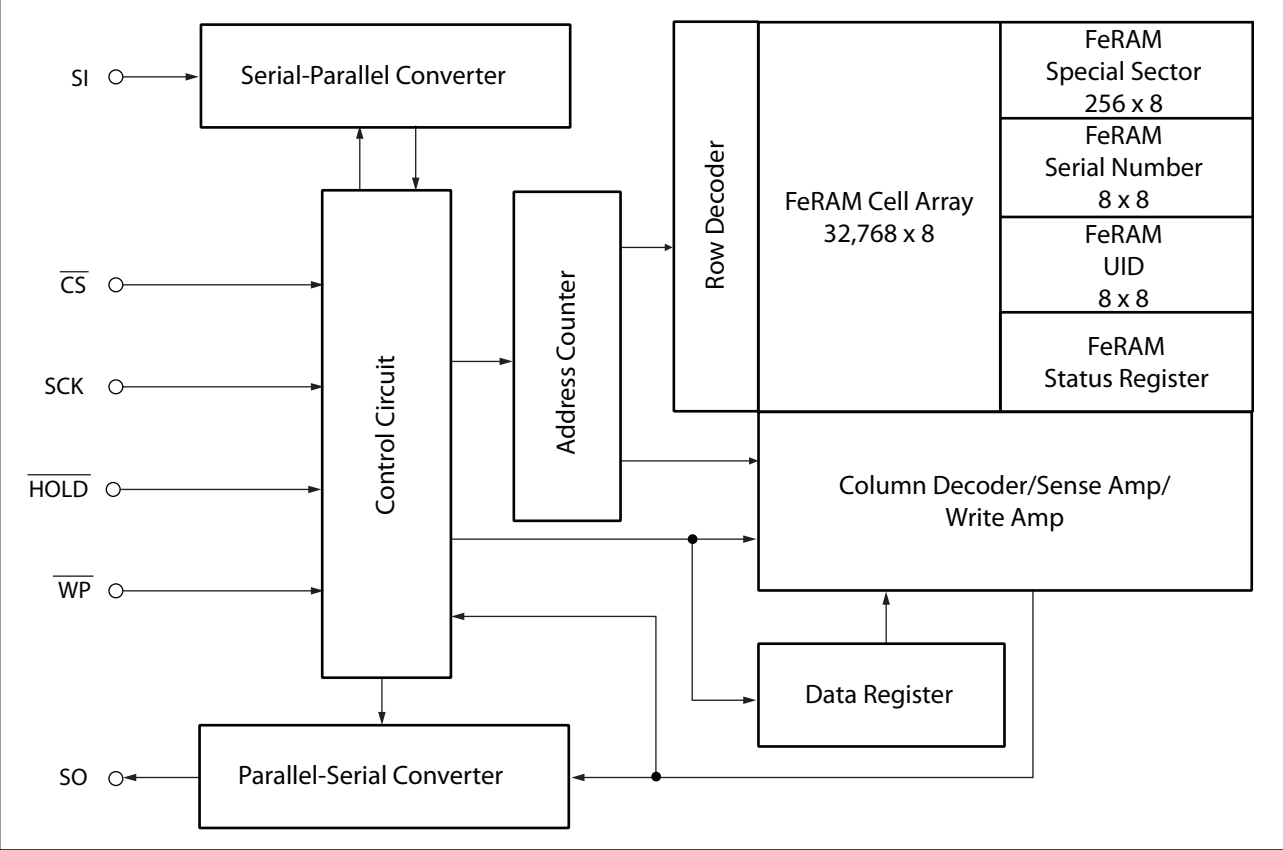 SI
Serial-Parallel Converter
CS
SCK
HOLD
WP
Control Circuit
Address Counter
Row Decoder
FeRAM Cell Array
32,768 x 8
FeRAM
Special Sector
256 x 8
FeRAM
Serial Number
8 x 8
FeRAM
UID
8 x 8
FeRAM
Status Register
Column Decoder/Sense Amp/
Write Amp
Data Register
SO
Parallel-Serial Converter